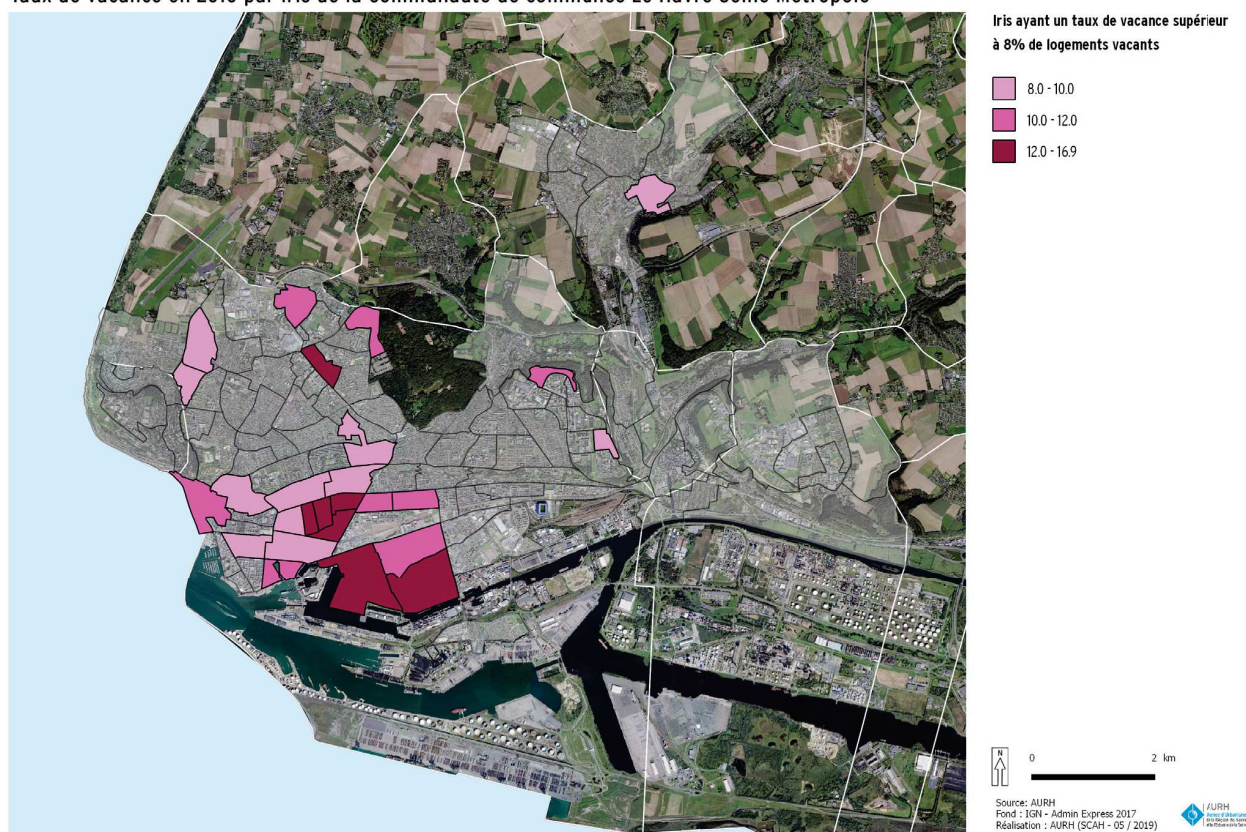 Iris ayant un taux de vacance supérieur
à 8% de logements vacants
8.0 - 10.0
10.0 - 12.0
12.0 - 16.9
N
0 2 km
Source: AURH
Fond : IGN - Admin Express 2017
Réalisation : AURH (SCAH - 05 / 2019)
AURH